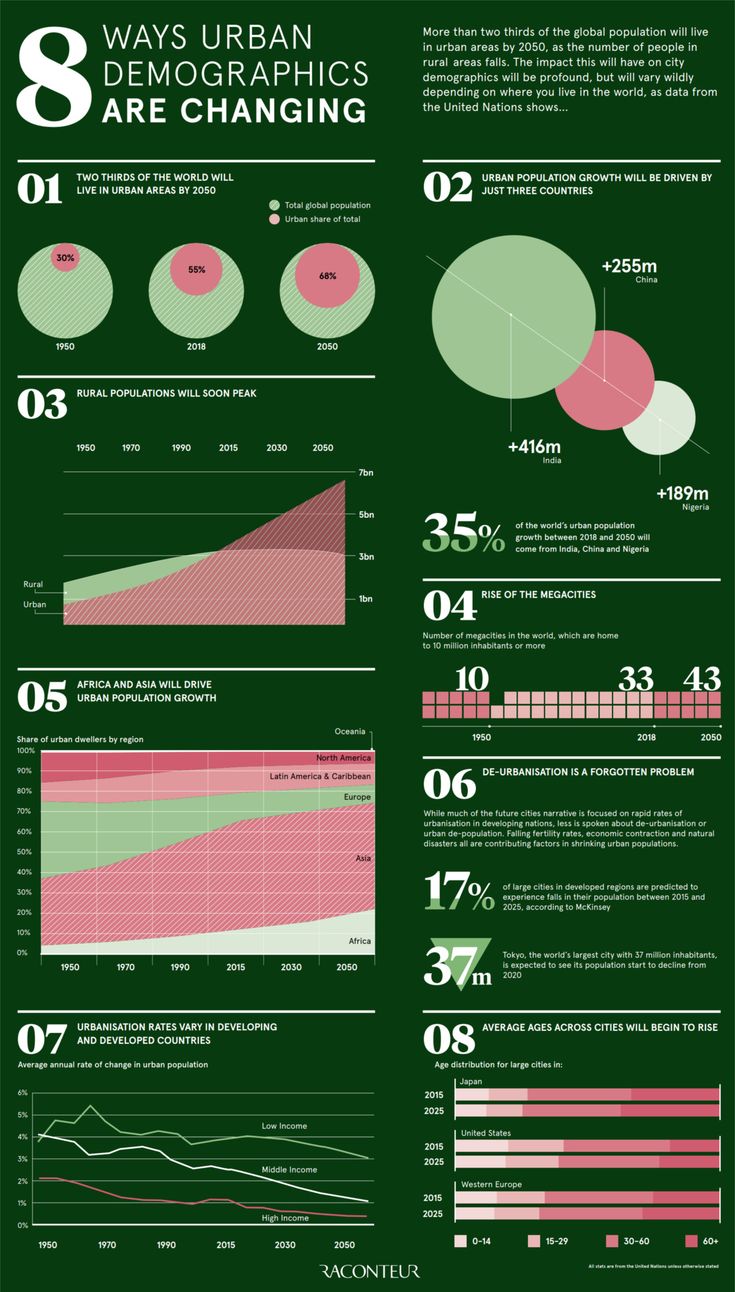 8
WAYS URBAN
DEMOGRAPHICS
ARE CHANGING
More than two thirds of the global population will live
in urban areas by 2050, as the number of people in
rural areas falls. The impact this will have on city
demographics will be profound, but will vary wildly
depending on where you live in the world, as data from
the United Nations shows...
01
TWO THIRDS OF THE WORLD WILL
LIVE IN URBAN AREAS BY 2050
Total global population
Urban share of total
30%
55%
68%
1950
2018
2050
02
URBAN POPULATION GROWTH WILL BE DRIVEN BY
JUST THREE COUNTRIES
+255m
China
+416m
India
+189m
Nigeria
35%
of the world's urban population
growth between 2018 and 2050 will
come from India, China and Nigeria
03
RURAL POPULATIONS WILL SOON PEAK
1950 1970 1990 2015 2030 2050
7bn
5bn
3bn
1bn
Rural
Urban
04
RISE OF THE MEGACITIES
Number of megacities in the world, which are home
to 10 million inhabitants or more
10 33 43
1950 2018 2050
05
AFRICA AND ASIA WILL DRIVE
URBAN POPULATION GROWTH
Share of urban dwellers by region
Oceania
100%
90%
80%
70%
60%
50%
40%
30%
20%
10%
0%
North America
Latin America & Caribbean
Europe
Asia
Africa
1950 1970 1990 2015 2030 2050
06
DE-URBANISATION IS A FORGOTTEN PROBLEM
While much of the future cities narrative is focused on rapid rates of
urbanisation in developing nations, less is spoken about de-urbanisation or
urban de-population. Falling fertility rates, economic contraction and natural
disasters all are contributing factors in shrinking urban populations.
17%
of large cities in developed regions are predicted to
experience falls in their population between 2015 and
2025, according to McKinsey
37m
Tokyo, the world's largest city with 37 million inhabitants,
is expected to see its population start to decline from
2020
07
URBANISATION RATES VARY IN DEVELOPING
AND DEVELOPED COUNTRIES
Average annual rate of change in urban population
6%
5%
4%
3%
2%
1%
0%
Low Income
Middle Income
High Income
1950 1970 1990 2015 2030 2050
08
AVERAGE AGES ACROSS CITIES WILL BEGIN TO RISE
Age distribution for large cities in:
Japan
2015
2025
United States
2015
2025
Western Europe
2015
2025
0-14 15-29 30-60 60+
RACONTEUR
All stats are from the United Nations unless otherwise stated